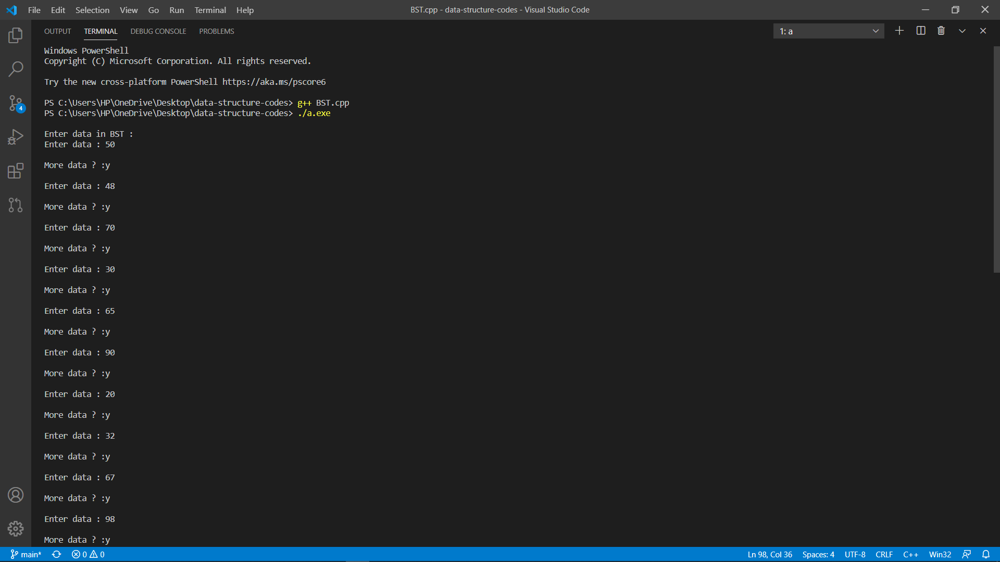 File Edit Selection View Go Run Terminal Help
BST.cpp - data-structure-codes - Visual Studio Code
OUTPUT TERMINAL DEBUG CONSOLE PROBLEMS
1: a
Windows PowerShell
Copyright (C) Microsoft Corporation. All rights reserved.
Try the new cross-platform PowerShell https://aka.ms/pscore6
PS C:\Users\HP\OneDrive\Desktop\data-structure-codes> g++ BST.cpp
PS C:\Users\HP\OneDrive\Desktop\data-structure-codes> ./a.exe
4
Enter data in BST :
Enter data : 50
More data ? :y
Enter data : 48
More data ? :y
Enter data : 70
More data ? :y
Enter data : 30
More data ? :y
Enter data : 65
More data ? :y
Enter data : 90
More data ? :y
Enter data : 20
More data ? :y
Enter data : 32
More data ? :y
Enter data : 67
More data ? :y
Enter data : 98
More data ? :y
main* 0 0
Ln 98, Col 36 Spaces: 4 UTF-8 CRLF C++ Win32